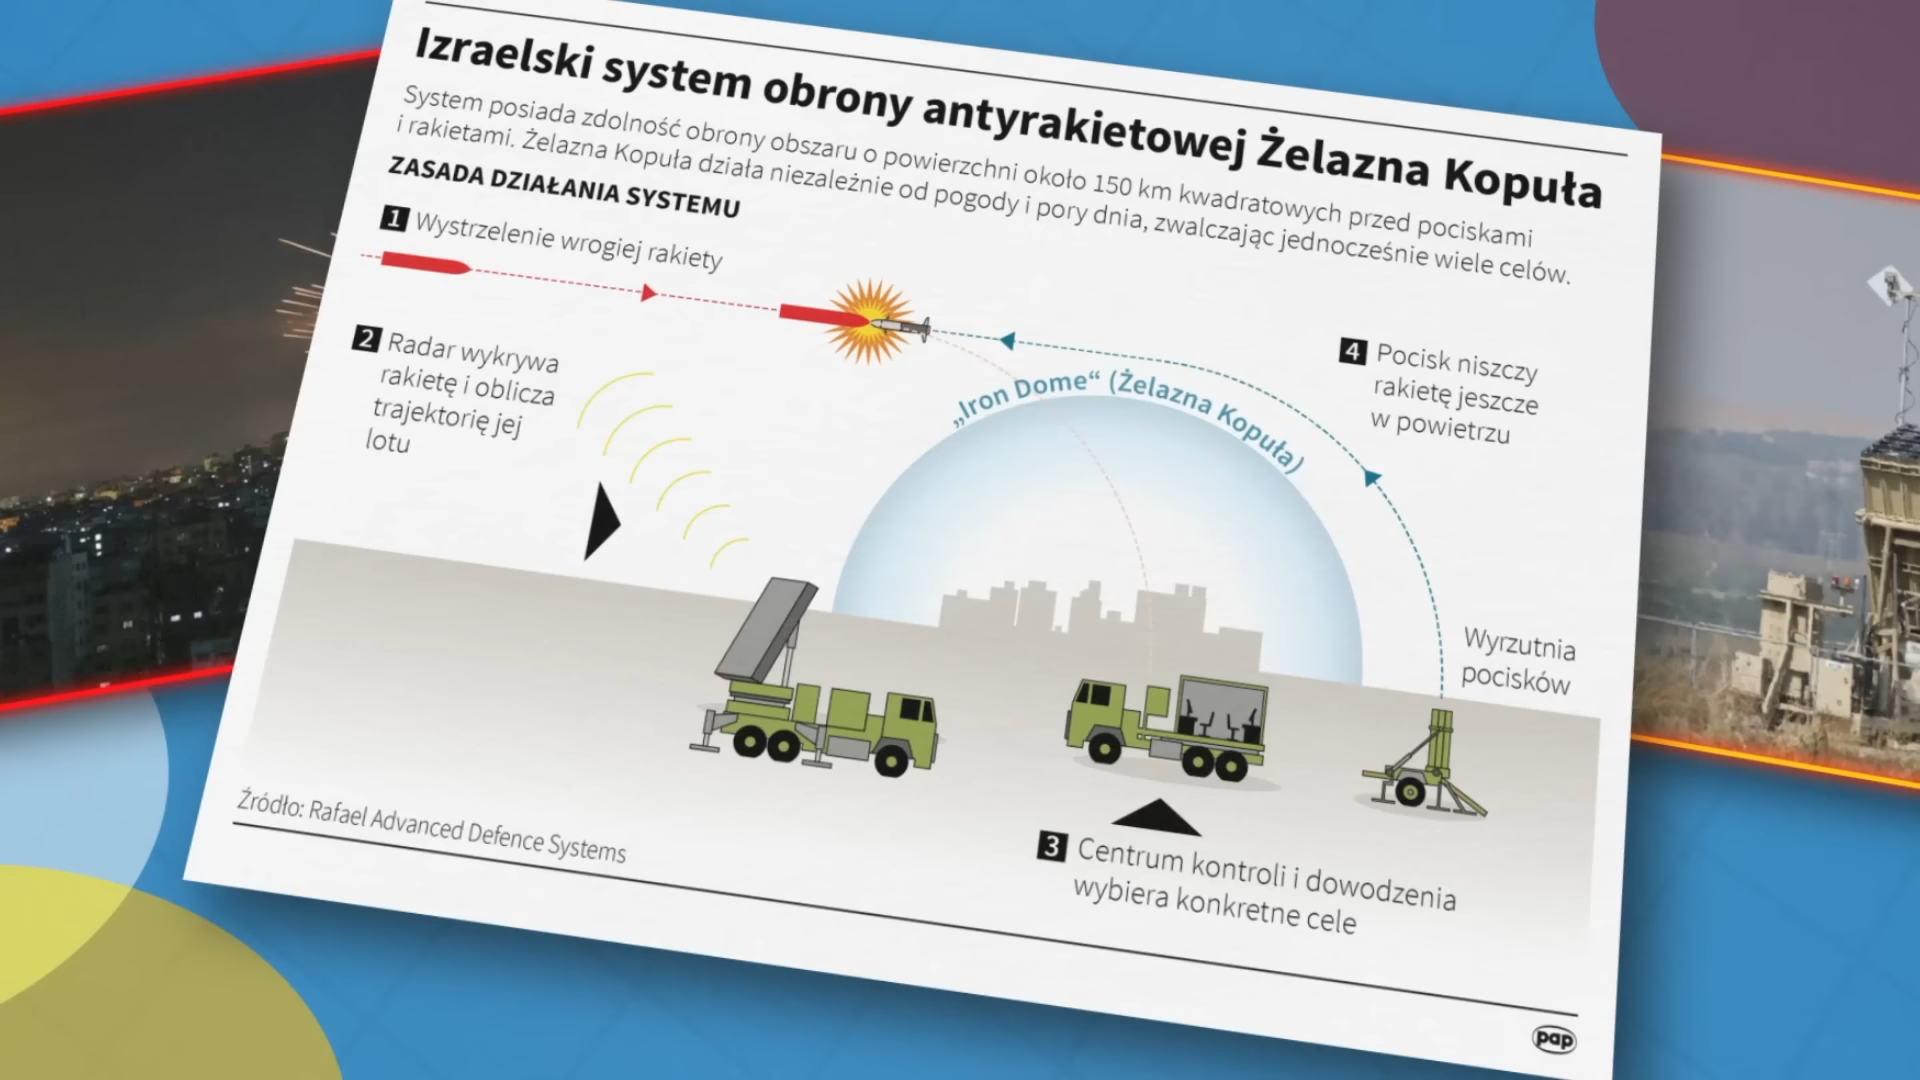 Izraelski system obrony antyrakietowej Żelazna Kopuła
System posiada zdolność obrony obszaru o powierzchni około 150 km kwadratowych przed pociskami
i rakietami. Żelazna Kopuła działa niezależnie od pogody i pory dnia, zwalczając jednocześnie wiele celów.
ZASADA DZIAŁANIA SYSTEMU
1 Wystrzelenie wrogiej rakiety
2 Radar wykrywa
rakietę i oblicza
trajektorię jej
lotu
„Iron Dome“ (Żelazna Kopuła)
4 Pocisk niszczy
rakietę jeszcze
w powietrzu
Wyrzutnia
pocisków
3 Centrum kontroli i dowodzenia
wybiera konkretne cele
Źródło: Rafael Advanced Defence Systems
pap